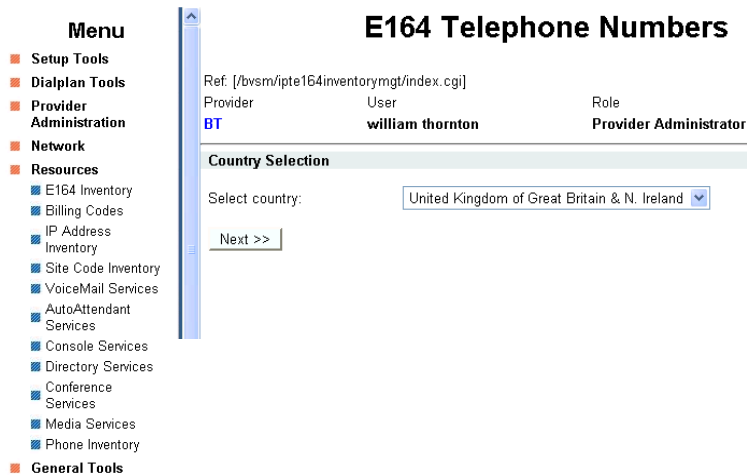 Menu
Setup Tools
Dialplan Tools
Provider
Administration
Network
Resources
E164 Inventory
Billing Codes
IP Address
Inventory
Site Code Inventory
VoiceMail Services
AutoAttendant
Services
Console Services
Directory Services
Conference
Services
Media Services
Phone Inventory
General Tools
E164 Telephone Numbers
Ref: [/bvsm/ipte164inventorymgt/index.cgi]
Provider User Role
BT william thornton Provider Administrator
Country Selection
Select country: United Kingdom of Great Britain & N. Ireland
Next >>